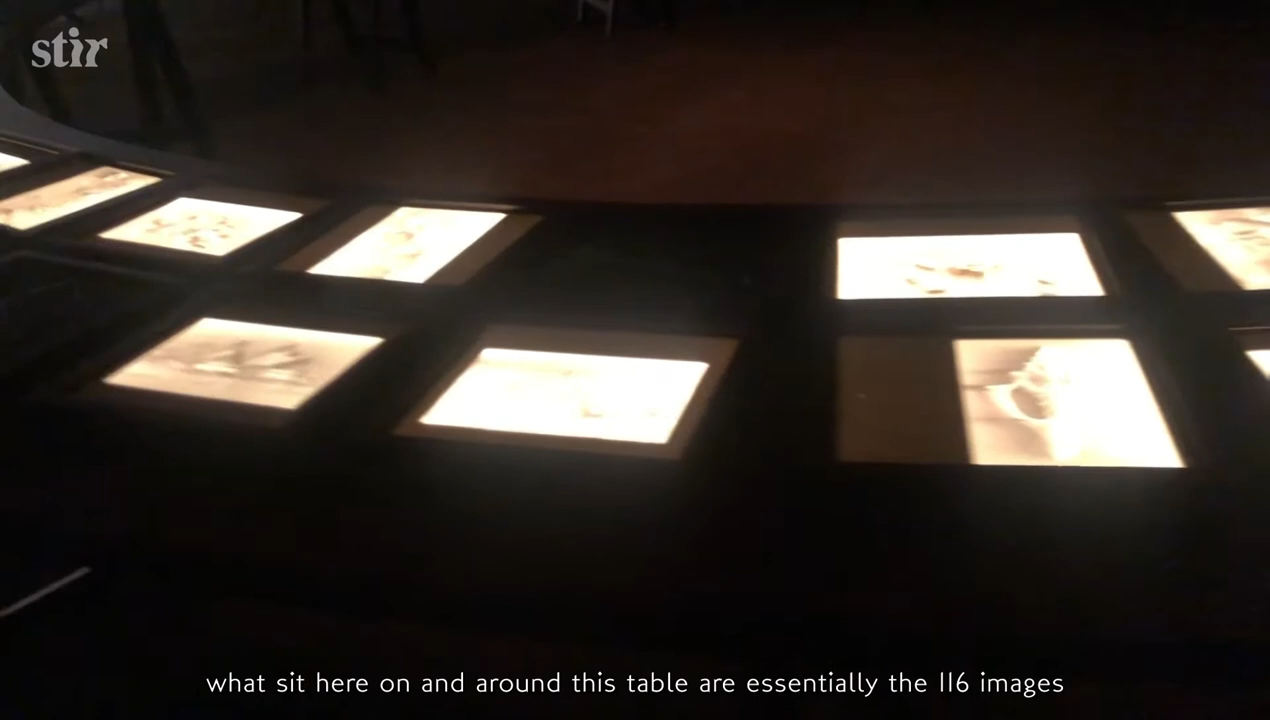 stir
what sit here on and around this table are essentially the 116 images